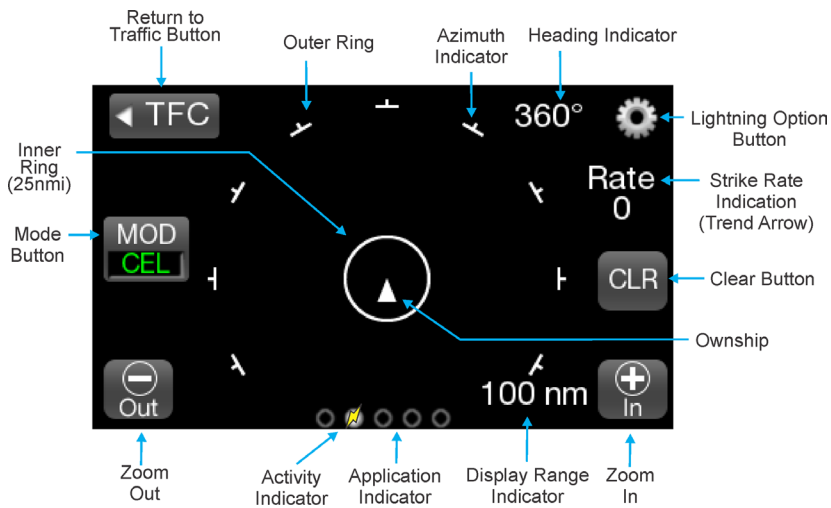 Return to
Traffic Button
Outer Ring
Azimuth
Indicator
Heading Indicator
TFC
360°
Lightning Option
Button
Inner
Ring
(25nmi)
Rate
0
Strike Rate
Indication
(Trend Arrow)
Mode
Button
MOD
CEL
CLR
Clear Button
Ownship
Out
100 nm
In
Zoom
Out
Activity
Indicator
Application
Indicator
Display Range
Indicator
Zoom
In